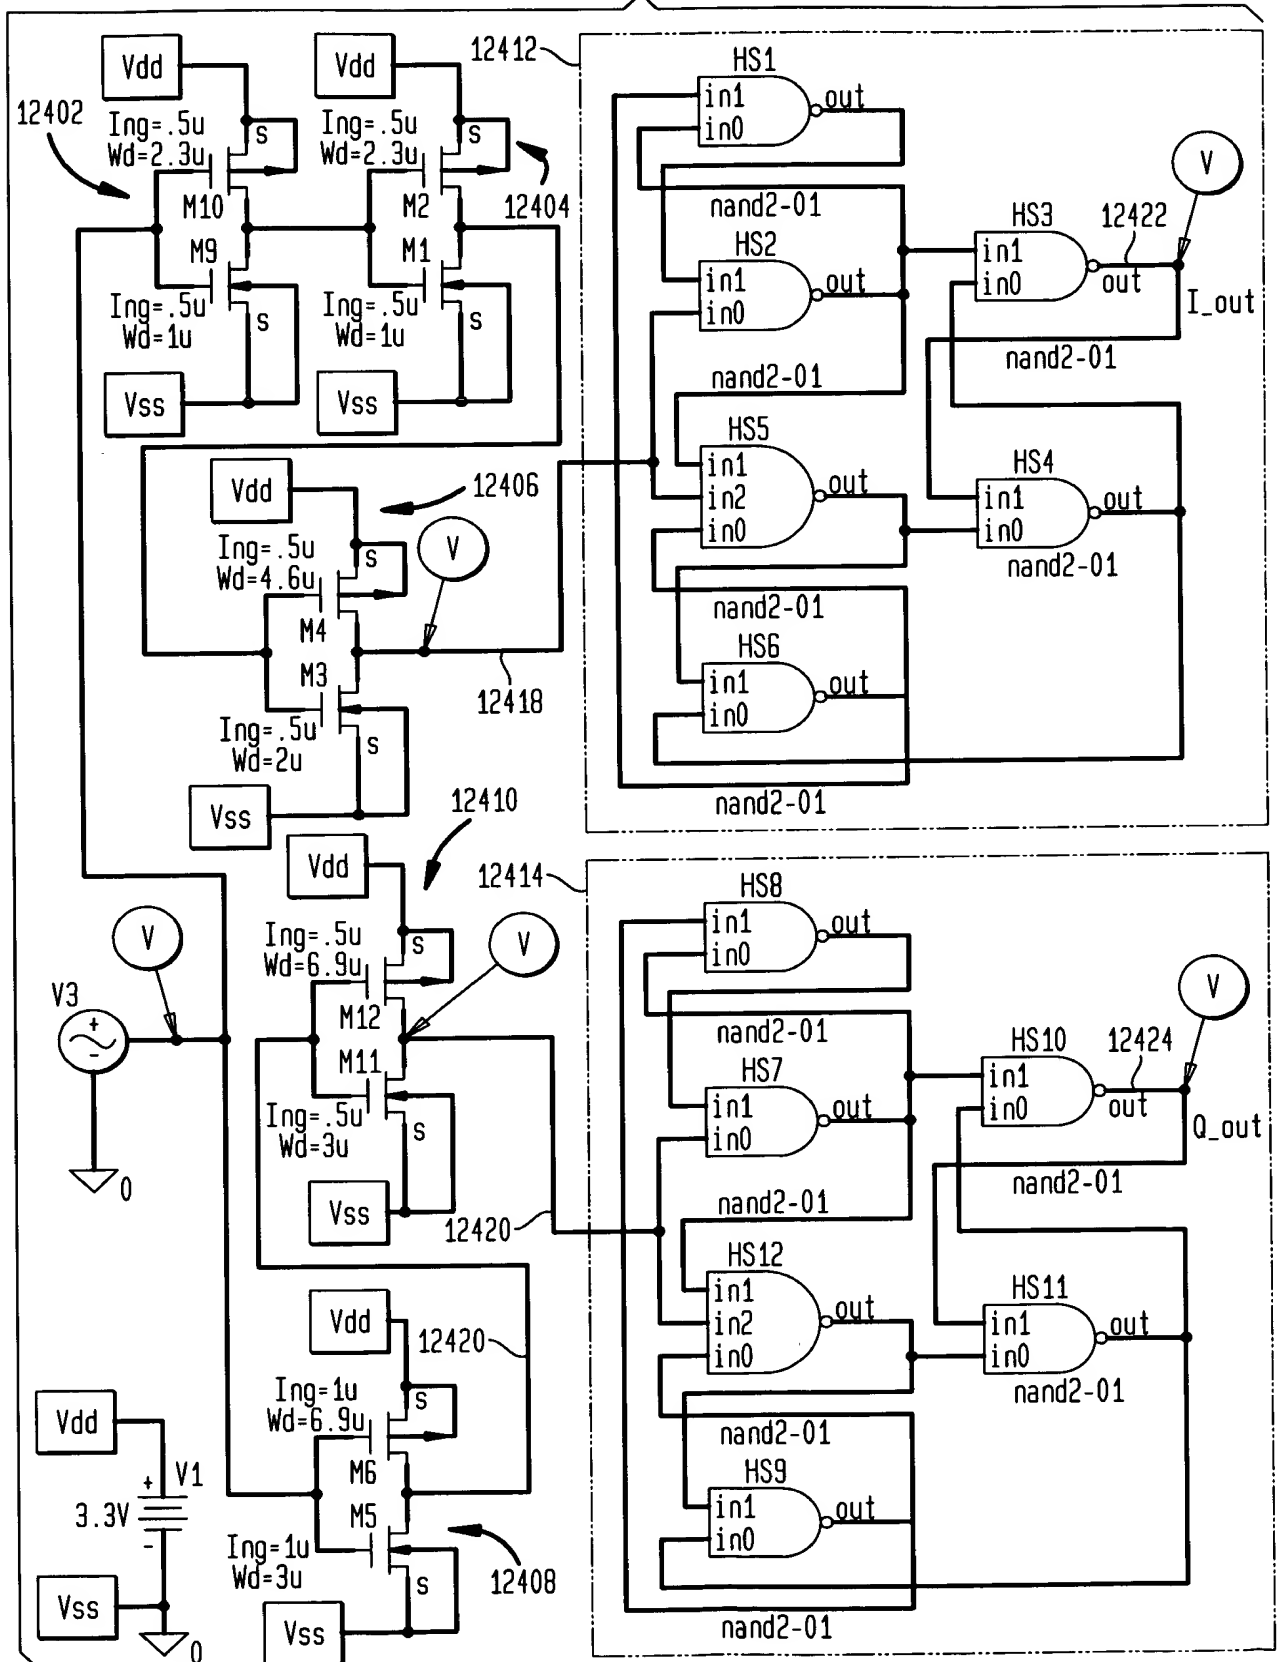 Vdd
Vdd
12412
HS1
in1
in0
out
12402
Ing=.5u
Wd=2.3u
S
Ing=.5u
Wd=2.3u
S
12404
V
M10
M2
nand2-01
HS3
12422
M9
M1
HS2
in1
in0
out
in1
in0
out
I_out
Ing=.5u
Wd=1u
S
Ing=.5u
Wd=1u
S
nand2-01
nand2-01
Vss
Vss
HS5
in1
in2
in0
out
HS4
in1
in0
out
nand2-01
Vdd
12406
V
Ing=.5u
Wd=4.6u
S
nand2-01
M4
HS6
in1
in0
out
M3
12418
Ing=.5u
Wd=2u
S
nand2-01
Vss
12410
Vdd
12414
HS8
in1
in0
out
V
Ing=.5u
Wd=6.9u
S
V
V
V3
+
-
M12
nand2-01
HS10
12424
M11
HS7
in1
in0
out
in1
in0
out
Q_out
Ing=.5u
Wd=3u
S
0
nand2-01
nand2-01
Vss
12420
HS12
in1
in2
in0
out
HS11
in1
in0
out
nand2-01
Vdd
12420
Ing=1u
Wd=6.9u
S
nand2-01
Vdd
M6
HS9
in1
in0
out
+
V1
3.3V
-
M5
Ing=1u
Wd=3u
S
12408
nand2-01
Vss
Vss
0